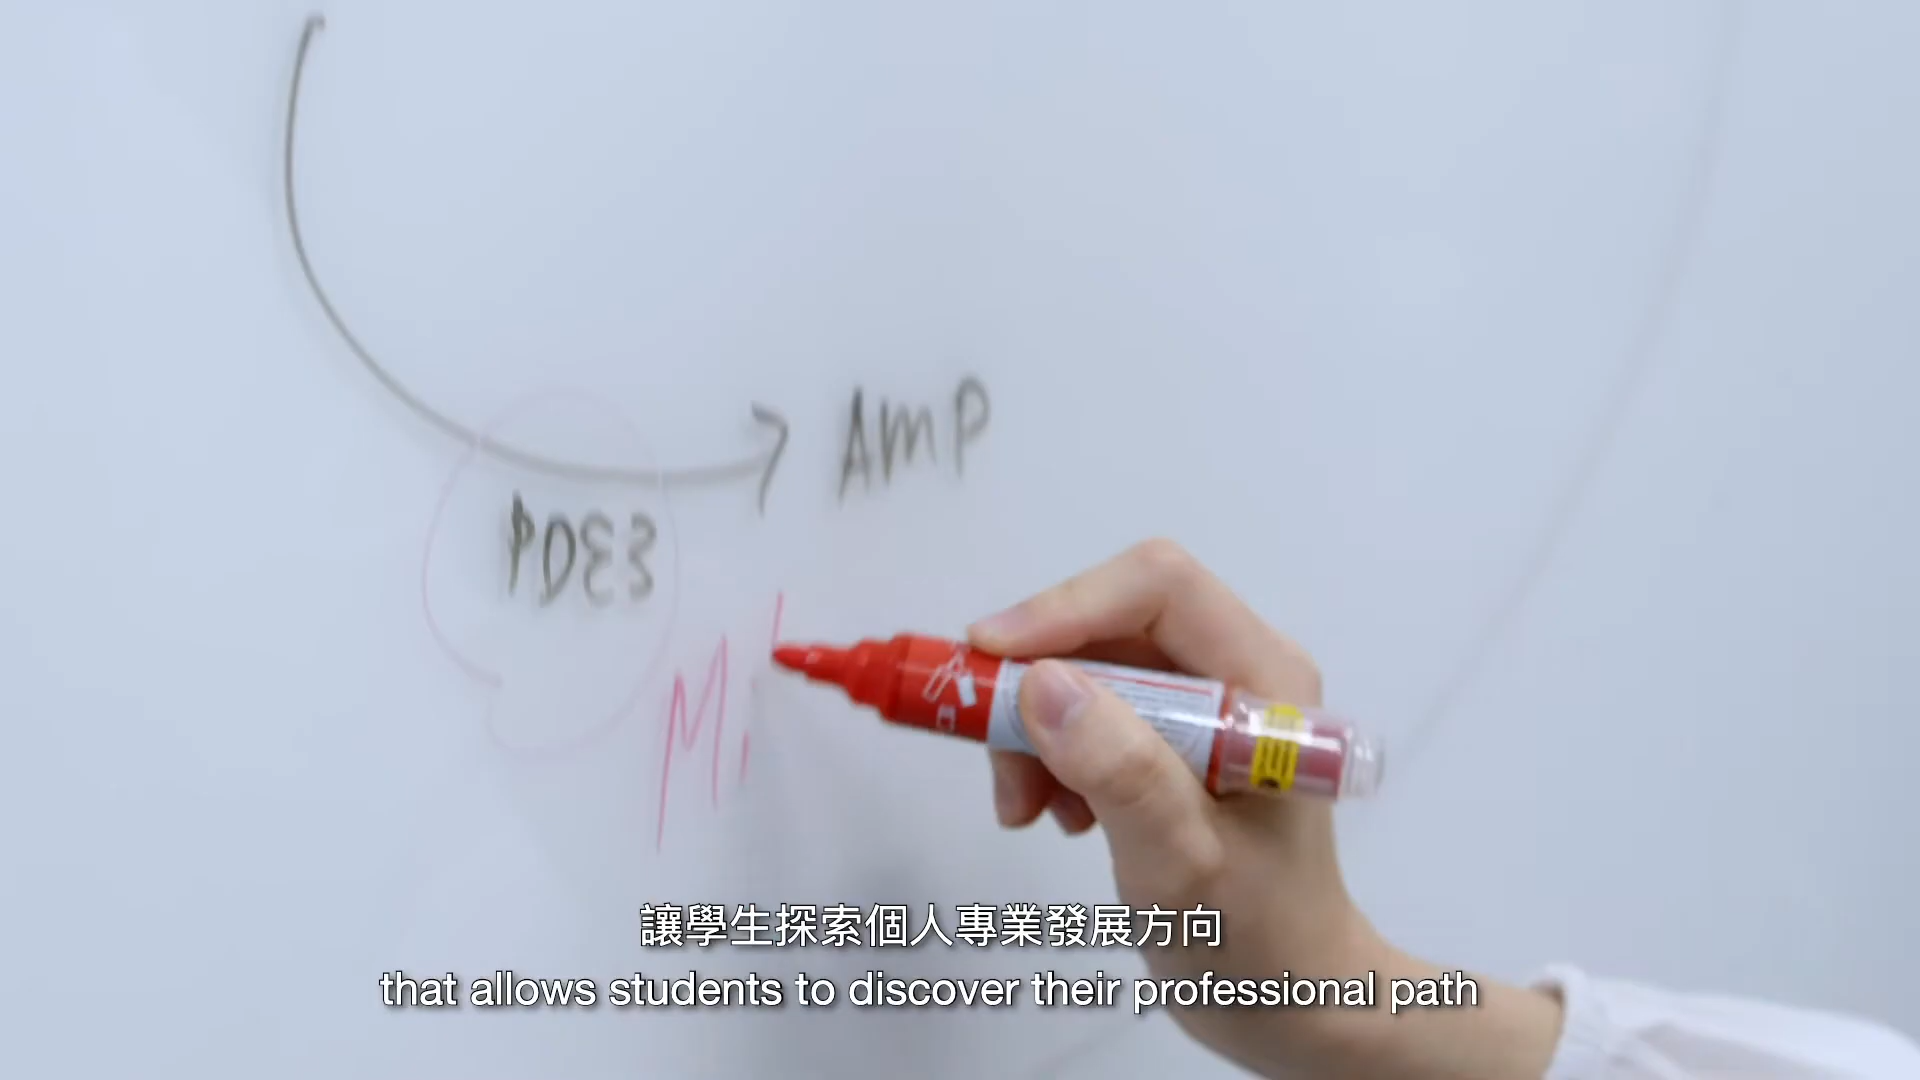 AMP
PDE3
Mi
讓學生探索個人專業發展方向
that allows students to discover their professional path